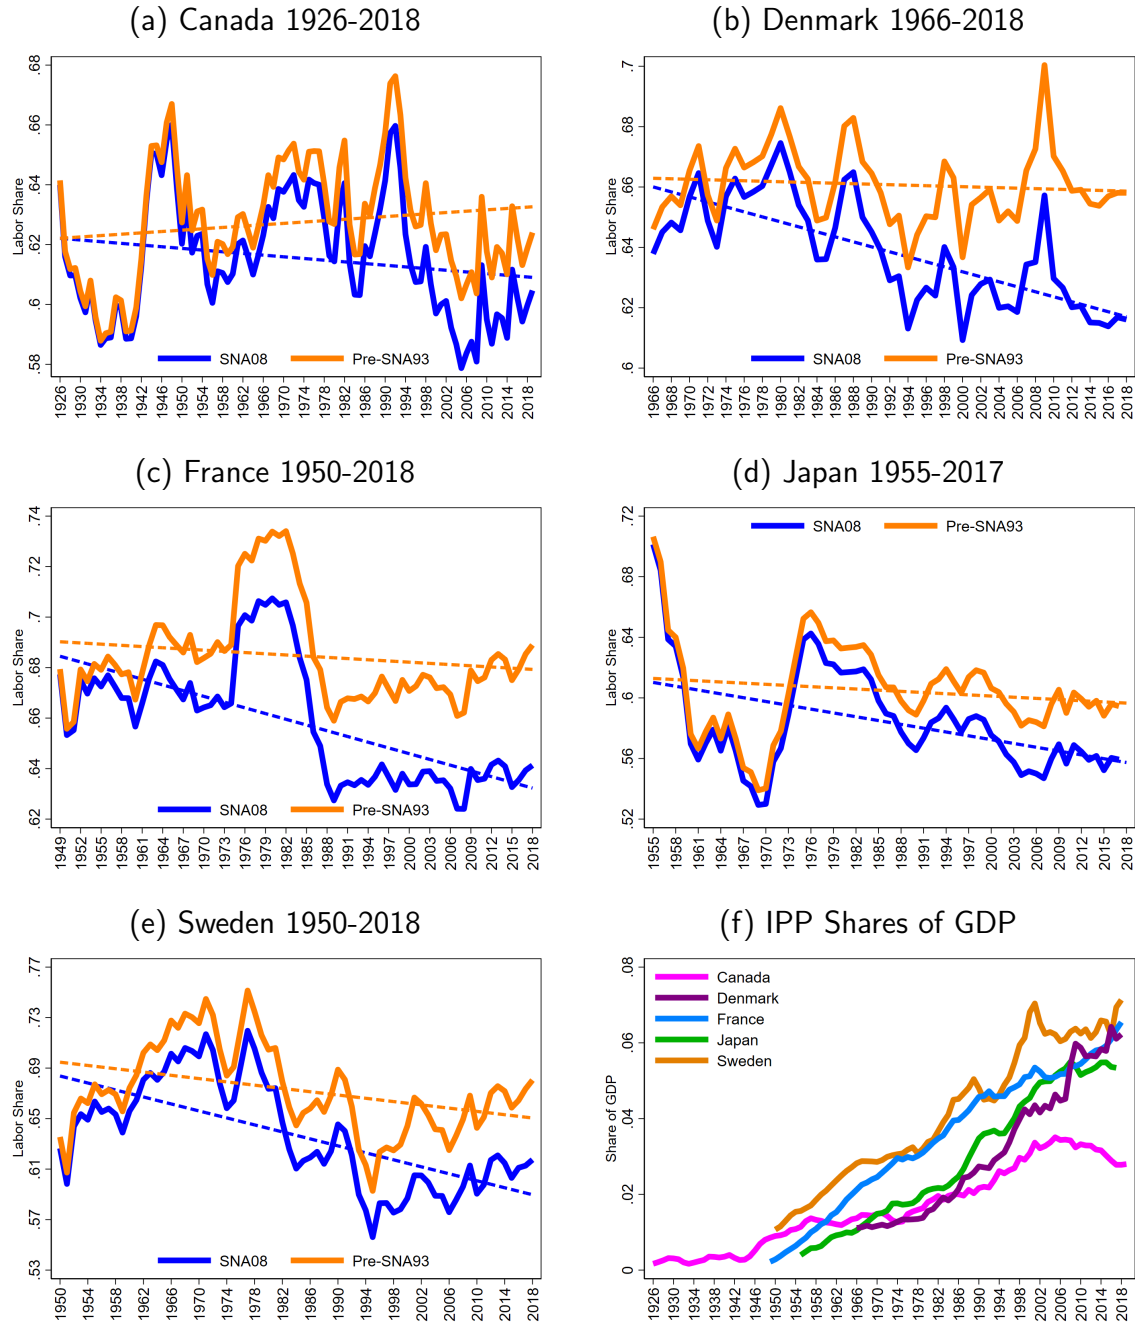 (a) Canada 1926-2018
Labor Share
.58 .6 .62 .64 .66 .68
SNA08 Pre-SNA93
1926 1930 1934 1938 1942 1946 1950 1954 1958 1962 1966 1970 1974 1978 1982 1986 1990 1994 1998 2002 2006 2010 2014 2018
(b) Denmark 1966-2018
Labor Share
.6 .62 .64 .66 .68 .7
SNA08 Pre-SNA93
1966 1968 1970 1972 1974 1976 1978 1980 1982 1984 1986 1988 1990 1992 1994 1996 1998 2000 2002 2004 2006 2008 2010 2012 2014 2016 2018
(c) France 1950-2018
Labor Share
.62 .64 .66 .68 .7 .72 .74
SNA08 Pre-SNA93
1949 1952 1955 1958 1961 1964 1967 1970 1973 1976 1979 1982 1985 1988 1991 1994 1997 2000 2003 2006 2009 2012 2015 2018
(d) Japan 1955-2017
Labor Share
.52 .56 .6 .64 .68 .72
SNA08 Pre-SNA93
1955 1958 1961 1964 1967 1970 1973 1976 1979 1982 1985 1988 1991 1994 1997 2000 2003 2006 2009 2012 2015 2018
(e) Sweden 1950-2018
Labor Share
.53 .57 .61 .65 .69 .73 .77
SNA08 Pre-SNA93
1950 1954 1958 1962 1966 1970 1974 1978 1982 1986 1990 1994 1998 2002 2006 2010 2014 2018
(f) IPP Shares of GDP
Share of GDP
0 .02 .04 .06 .08
Canada
Denmark
France
Japan
Sweden
1926 1930 1934 1938 1942 1946 1950 1954 1958 1962 1966 1970 1974 1978 1982 1986 1990 1994 1998 2002 2006 2010 2014 2018